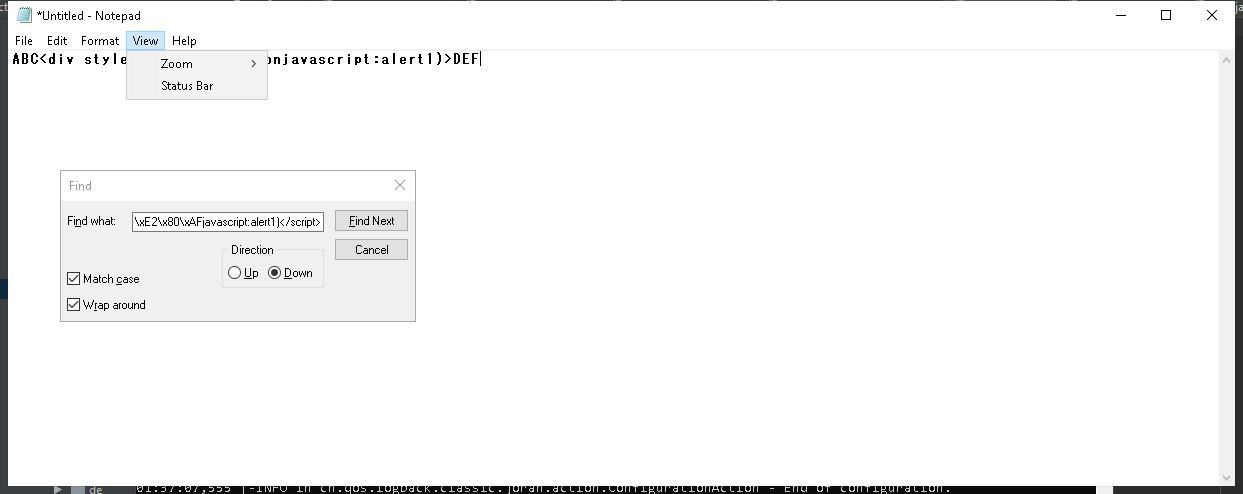 *Untitled - Notepad
File Edit Format View Help
ABC<div style onjavascript:alert1)>DEF
Zoom
Status Bar
Find
Find what: \xE2\x80\xAFjavascript:alert1)</script> Find Next
Direction Cancel
Up Down
Match case
Wrap around
de 01:37:07,555 |-INFO in ch.qos.logback.classic.joran.action.ConfigurationAction - End of configuration.